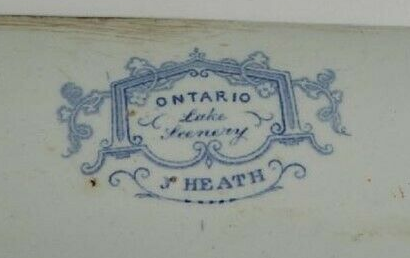 ONTARIO
Lake
Scenery
J. HEATH